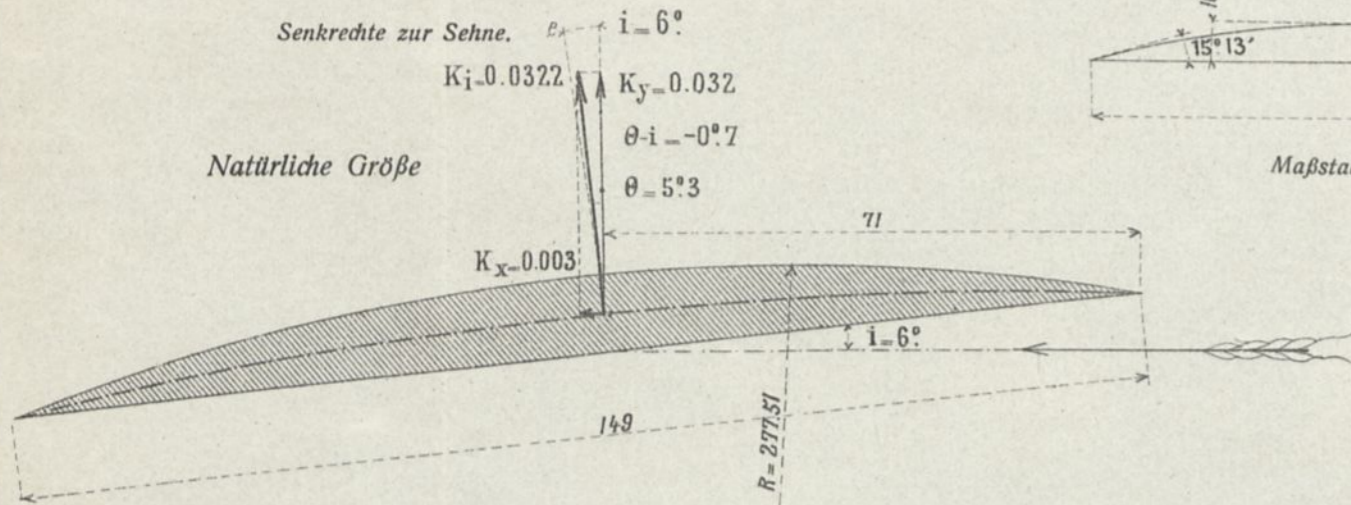 Senkrechte zur Sehne.
i=6°
15°13′
Ki=0.0322
Ky=0.032
θ-i=-0°7
Natürliche Größe
θ=5°3
71
Kx=0.003
i=6°
149
R=277.51